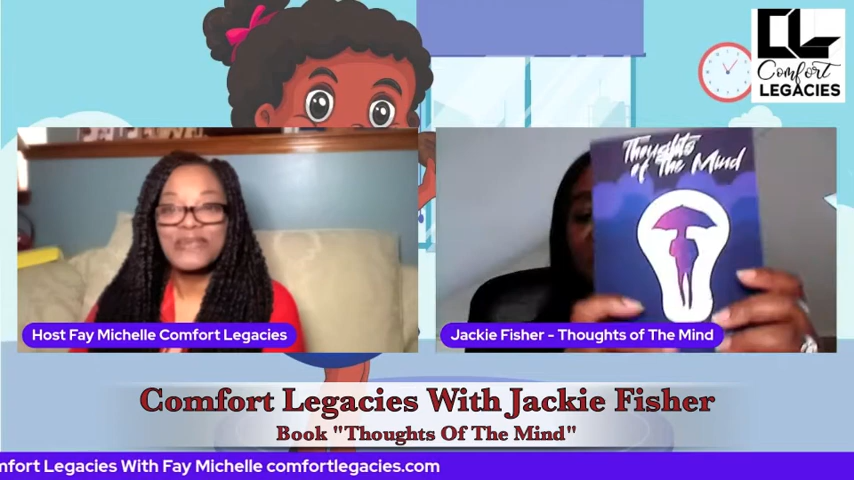 Comfort
LEGACIES
Thoughts
of The Mind
Host Fay Michelle Comfort Legacies
Jackie Fisher - Thoughts of The Mind
Comfort Legacies With Jackie Fisher
Book "Thoughts Of The Mind"
mfort Legacies With Fay Michelle comfortlegacies.com